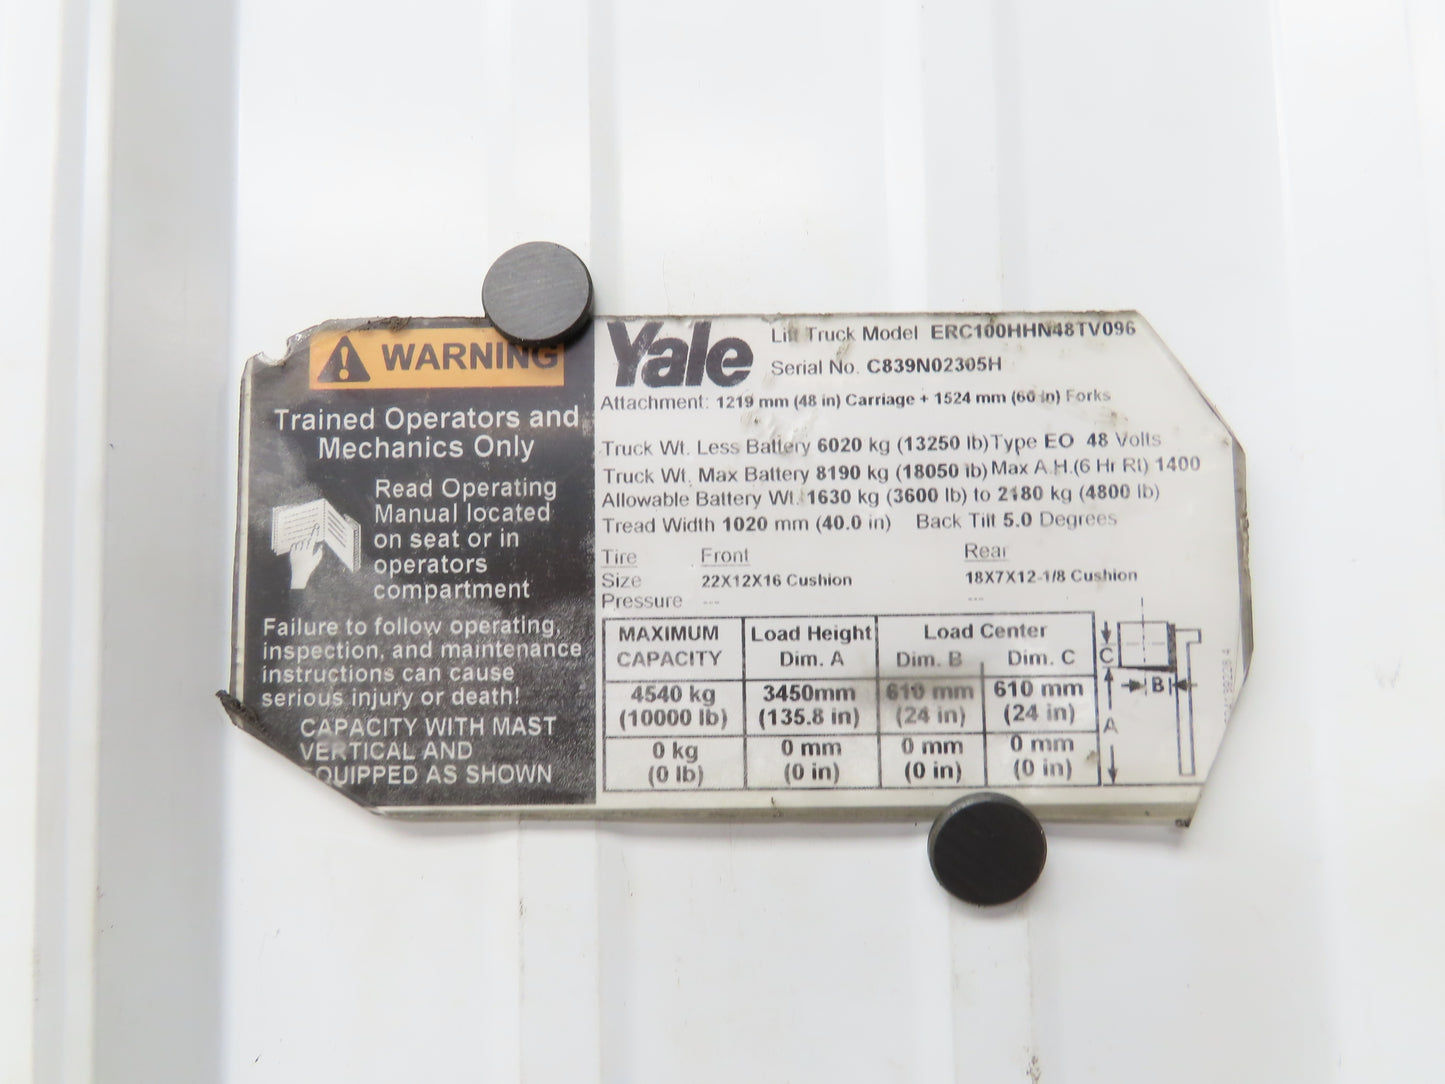 WARNING
Trained Operators and
Mechanics Only
Read Operating
Manual located
on seat or in
operators
compartment
Failure to follow operating,
inspection, and maintenance
instructions can cause
serious injury or death!
CAPACITY WITH MAST
VERTICAL AND
EQUIPPED AS SHOWN
Yale
Lift Truck Model ERC100HHN48TV096
Serial No. C839N02305H
Attachment: 1219 mm (48 in) Carriage + 1524 mm (60 in) Forks
Truck Wt. Less Battery 6020 kg (13250 lb) Type EO 48 Volts
Truck Wt. Max Battery 8190 kg (18050 lb) Max A.H.(6 Hr Rt) 1400
Allowable Battery Wt. 1630 kg (3600 lb) to 2180 kg (4800 lb)
Tread Width 1020 mm (40.0 in) Back Tilt 5.0 Degrees
Tire Front Rear
Size 22X12X16 Cushion 18X7X12-1/8 Cushion
Pressure --- ---
MAXIMUM CAPACITY Load Height Dim. A Load Center Dim. B Dim. C
4540 kg (10000 lb) 3450mm (135.8 in) 610 mm (24 in) 610 mm (24 in)
0 kg (0 lb) 0 mm (0 in) 0 mm (0 in) 0 mm (0 in)
C
B
A